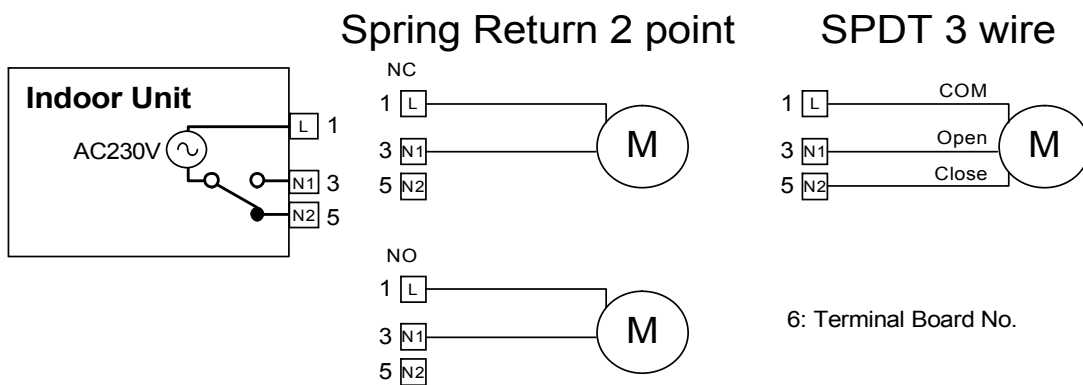 Spring Return 2 point
SPDT 3 wire
Indoor Unit
AC230V
L 1
N1 3
N2 5
NC
1 L
3 N1
5 N2
M
NO
1 L
3 N1
5 N2
M
1 L COM
3 N1 Open
5 N2 Close
M
6: Terminal Board No.